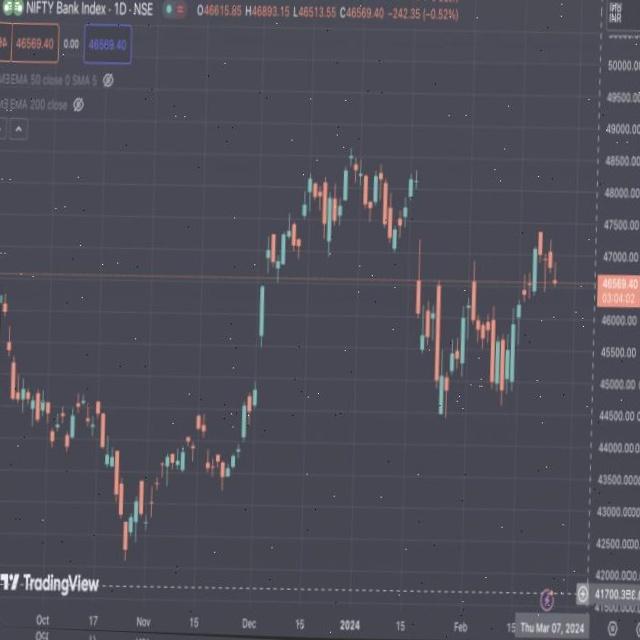 NIFTY Bank Index · 1D · NSE
O46615.85 H46893.15 L46513.55 C46569.40 −242.35 (−0.52%)
INR
46569.40 0.00 46569.40
EMA 50 close 0 SMA 5
EMA 200 close
50000.00
49500.00
49000.00
48500.00
48000.00
47500.00
47000.00
46569.40
03:04:02
46000.00
45500.00
45000.00
44500.00
44000.00
43500.00
43000.00
42500.00
42000.00
TradingView
Oct 17 Nov 15 Dec 15 2024 15 Feb 15 Thu Mar 07, 2024